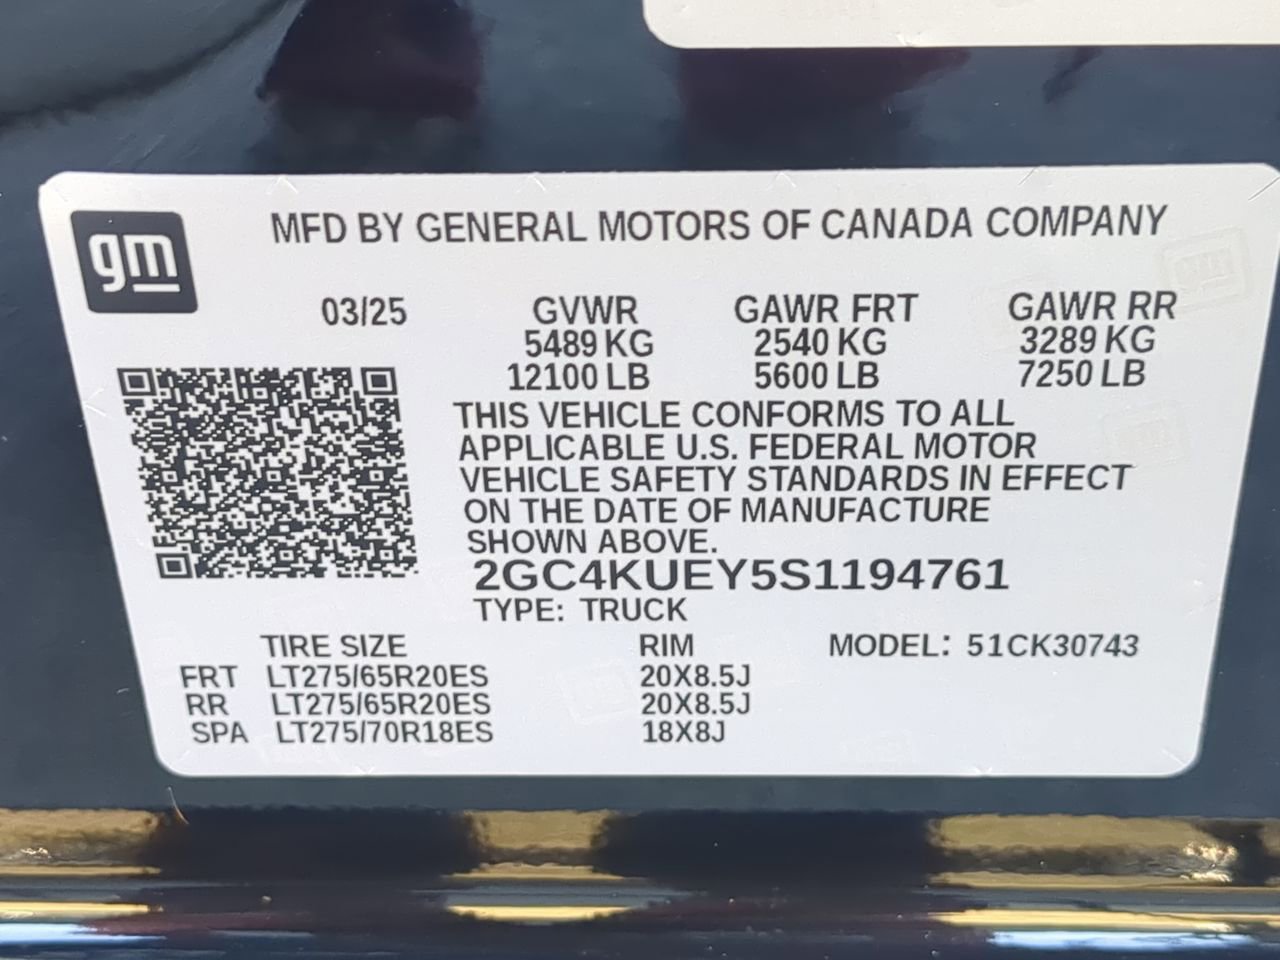 gm
MFD BY GENERAL MOTORS OF CANADA COMPANY
03/25 GVWR GAWR FRT GAWR RR
5489 KG 2540 KG 3289 KG
12100 LB 5600 LB 7250 LB
THIS VEHICLE CONFORMS TO ALL
APPLICABLE U.S. FEDERAL MOTOR
VEHICLE SAFETY STANDARDS IN EFFECT
ON THE DATE OF MANUFACTURE
SHOWN ABOVE.
2GC4KUEY5S1194761
TYPE: TRUCK
TIRE SIZE RIM MODEL: 51CK30743
FRT LT275/65R20ES 20X8.5J
RR LT275/65R20ES 20X8.5J
SPA LT275/70R18ES 18X8J